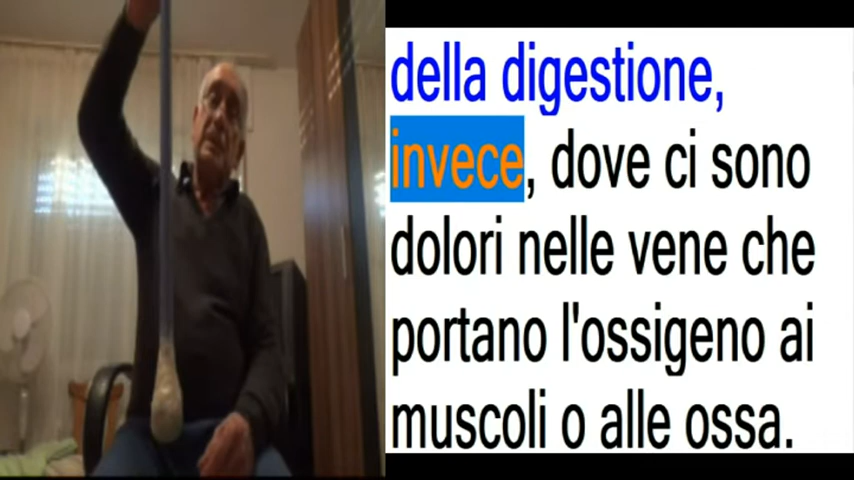 della digestione,
invece, dove ci sono
dolori nelle vene che
portano l'ossigeno ai
muscoli o alle ossa.